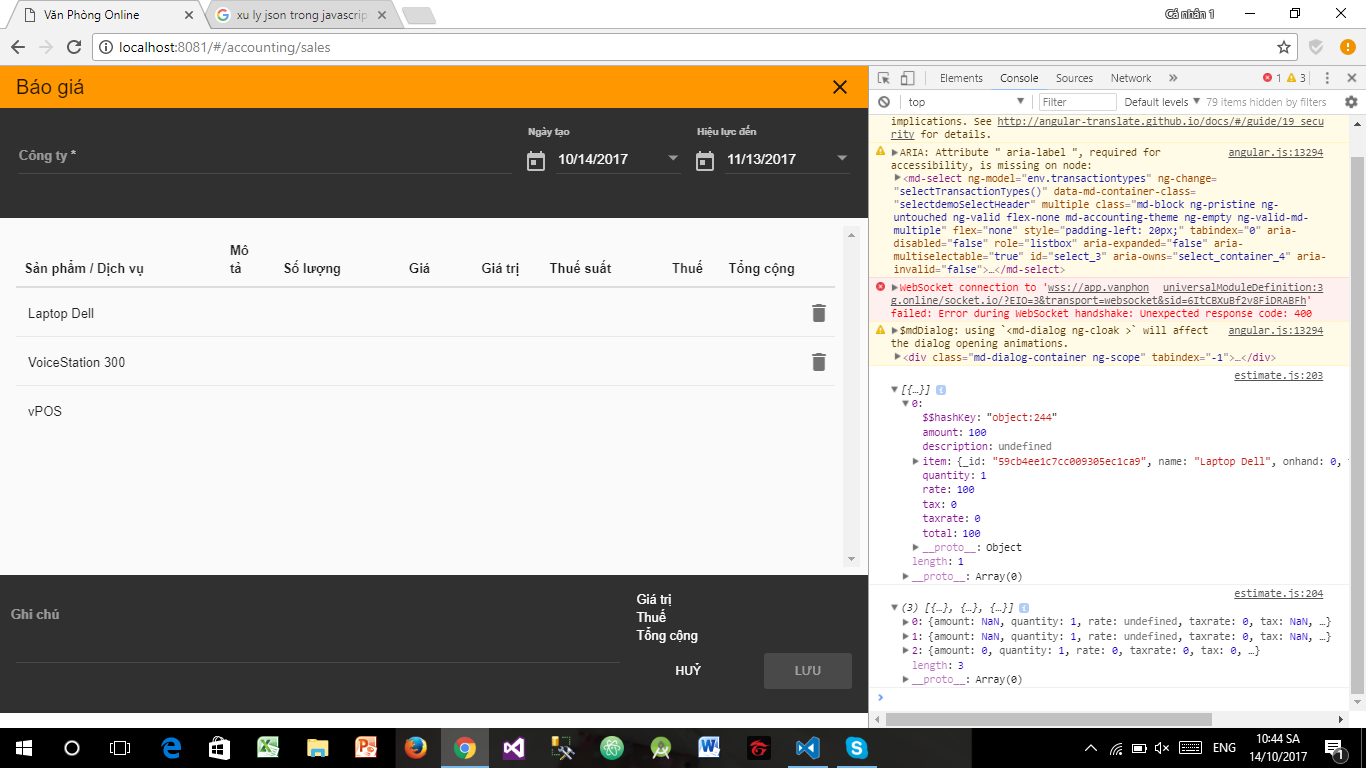 Văn Phòng Online
xu ly json trong javascrip
Cá nhân 1
localhost:8081/#/accounting/sales
Báo giá
Công ty *
Ngày tạo
10/14/2017
Hiệu lực đến
11/13/2017
Sản phẩm / Dịch vụ Mô tả Số lượng Giá Giá trị Thuế suất Thuế Tổng cộng
Laptop Dell
VoiceStation 300
vPOS
Ghi chú
Giá trị
Thuế
Tổng cộng
HUỶ
LƯU
Elements Console Sources Network » 1 3
top Filter Default levels 79 items hidden by filters
implications. See http://angular-translate.github.io/docs/#/guide/19_secu
rity for details.
ARIA: Attribute " aria-label ", required for angular.js:13294
accessibility, is missing on node:
<md-select ng-model="env.transactiontypes" ng-change=
"selectTransactionTypes()" data-md-container-class=
"selectdemoSelectHeader" multiple class="md-block ng-pristine ng-
untouched ng-valid flex-none md-accounting-theme ng-empty ng-valid-md-
multiple" flex="none" style="padding-left: 20px;" tabindex="0" aria-
disabled="false" role="listbox" aria-expanded="false" aria-
multiselectable="true" id="select_3" aria-owns="select_container_4" aria-
invalid="false">…</md-select>
WebSocket connection to 'wss://app.vanphon universalModuleDefinition:3
g.online/socket.io/?EIO=3&transport=websocket&sid=6ItCBXuBf2v8FiDRABFh'
failed: Error during WebSocket handshake: Unexpected response code: 400
$mdDialog: using `<md-dialog ng-cloak >` will affect angular.js:13294
the dialog opening animations.
<div class="md-dialog-container ng-scope" tabindex="-1">…</div>
estimate.js:203
[{…}]
0:
$$hashKey: "object:244"
amount: 100
description: undefined
item: {_id: "59cb4ee1c7cc009305ec1ca9", name: "Laptop Dell", onhand: 0,
quantity: 1
rate: 100
tax: 0
taxrate: 0
total: 100
__proto__: Object
length: 1
__proto__: Array(0)
estimate.js:204
(3) [{…}, {…}, {…}]
0: {amount: NaN, quantity: 1, rate: undefined, taxrate: 0, tax: NaN, …}
1: {amount: NaN, quantity: 1, rate: undefined, taxrate: 0, tax: NaN, …}
2: {amount: 0, quantity: 1, rate: 0, taxrate: 0, tax: 0, …}
length: 3
__proto__: Array(0)
ENG
10:44 SA
14/10/2017
1